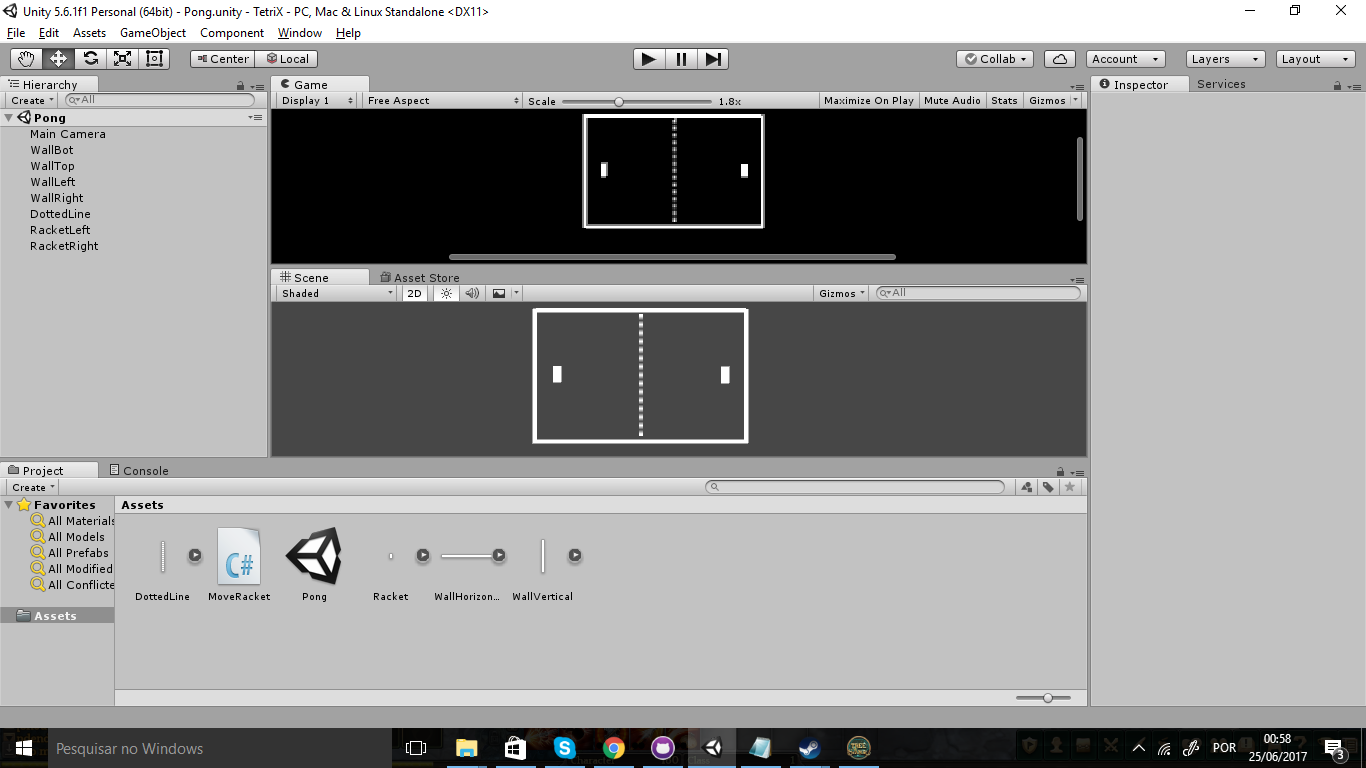 Unity 5.6.1f1 Personal (64bit) - Pong.unity - TetriX - PC, Mac & Linux Standalone <DX11>
File Edit Assets GameObject Component Window Help
Center Local Collab Account Layers Layout
Hierarchy
Create All
Pong
Main Camera
WallBot
WallTop
WallLeft
WallRight
DottedLine
RacketLeft
RacketRight
Game
Display 1 Free Aspect Scale 1.8x Maximize On Play Mute Audio Stats Gizmos
Scene Asset Store
Shaded 2D Gizmos All
Inspector Services
Project Console
Create
Favorites
All Materials
All Models
All Prefabs
All Modified
All Conflicte
Assets
Assets
DottedLine MoveRacket Pong Racket WallHorizon... WallVertical
C#
Pesquisar no Windows
POR
00:58
25/06/2017
3